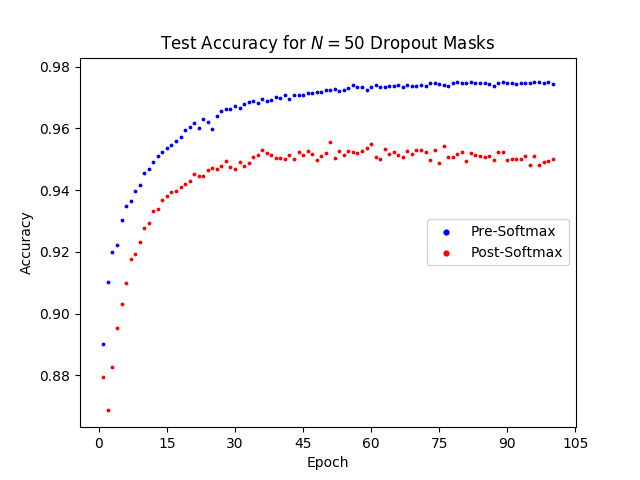 Test Accuracy for N = 50 Dropout Masks
0.98
0.96
0.94
0.92
0.90
0.88
Accuracy
Pre-Softmax
Post-Softmax
0 15 30 45 60 75 90 105
Epoch